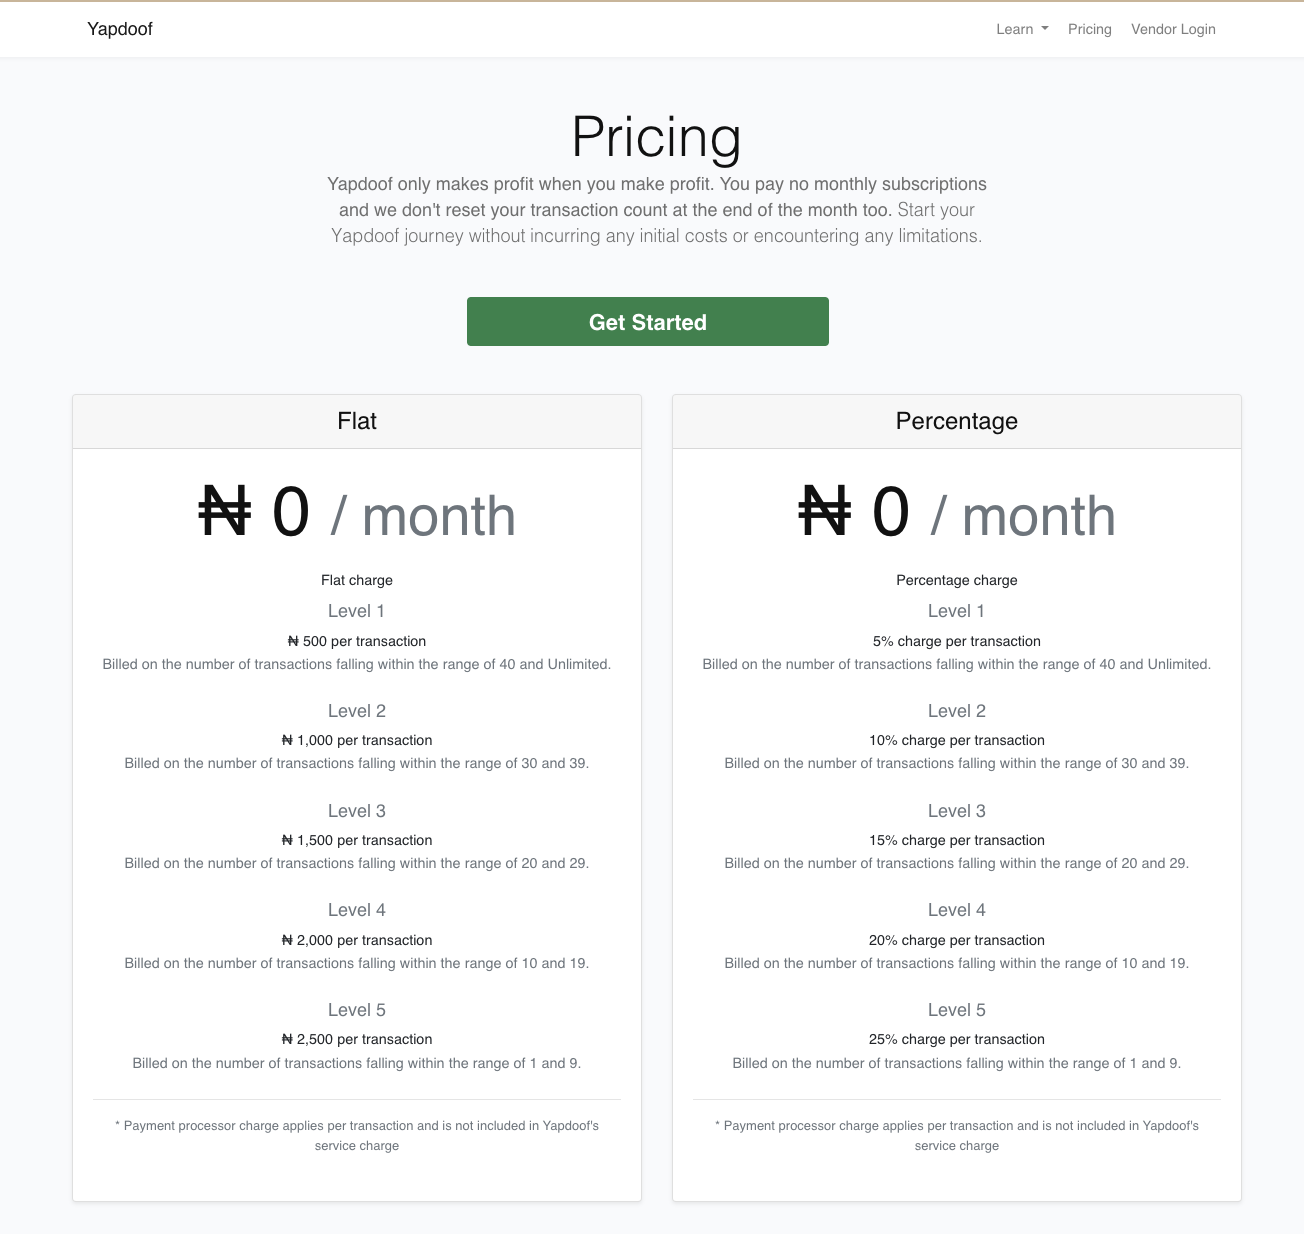 Yapdoof
Learn
Pricing
Vendor Login
Pricing
Yapdoof only makes profit when you make profit. You pay no monthly subscriptions
and we don't reset your transaction count at the end of the month too. Start your
Yapdoof journey without incurring any initial costs or encountering any limitations.
Get Started
Flat
₦ 0 / month
Flat charge
Level 1
₦ 500 per transaction
Billed on the number of transactions falling within the range of 40 and Unlimited.
Level 2
₦ 1,000 per transaction
Billed on the number of transactions falling within the range of 30 and 39.
Level 3
₦ 1,500 per transaction
Billed on the number of transactions falling within the range of 20 and 29.
Level 4
₦ 2,000 per transaction
Billed on the number of transactions falling within the range of 10 and 19.
Level 5
₦ 2,500 per transaction
Billed on the number of transactions falling within the range of 1 and 9.
* Payment processor charge applies per transaction and is not included in Yapdoof's
service charge
Percentage
₦ 0 / month
Percentage charge
Level 1
5% charge per transaction
Billed on the number of transactions falling within the range of 40 and Unlimited.
Level 2
10% charge per transaction
Billed on the number of transactions falling within the range of 30 and 39.
Level 3
15% charge per transaction
Billed on the number of transactions falling within the range of 20 and 29.
Level 4
20% charge per transaction
Billed on the number of transactions falling within the range of 10 and 19.
Level 5
25% charge per transaction
Billed on the number of transactions falling within the range of 1 and 9.
* Payment processor charge applies per transaction and is not included in Yapdoof's
service charge